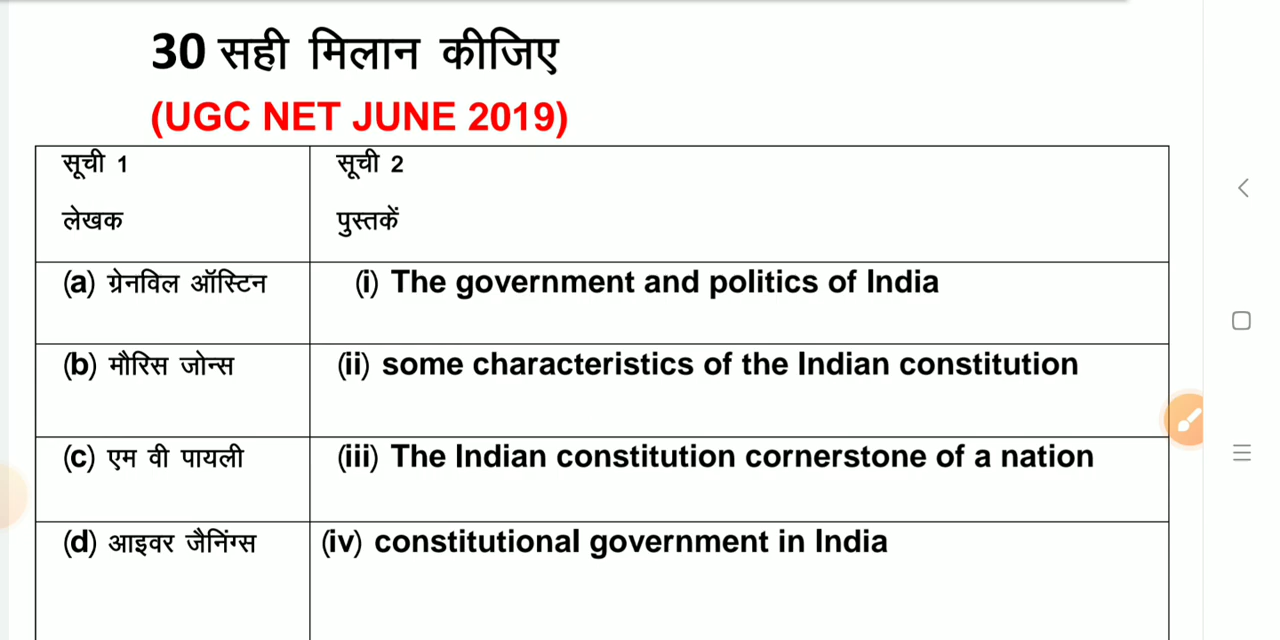 30 सही मिलान कीजिए
(UGC NET JUNE 2019)
सूची 1
लेखक
सूची 2
पुस्तकें
(a) ग्रेनविल ऑस्टिन
(i) The government and politics of India
(b) मौरिस जोन्स
(ii) some characteristics of the Indian constitution
(c) एम वी पायली
(iii) The Indian constitution cornerstone of a nation
(d) आइवर जैनिंग्स
(iv) constitutional government in India